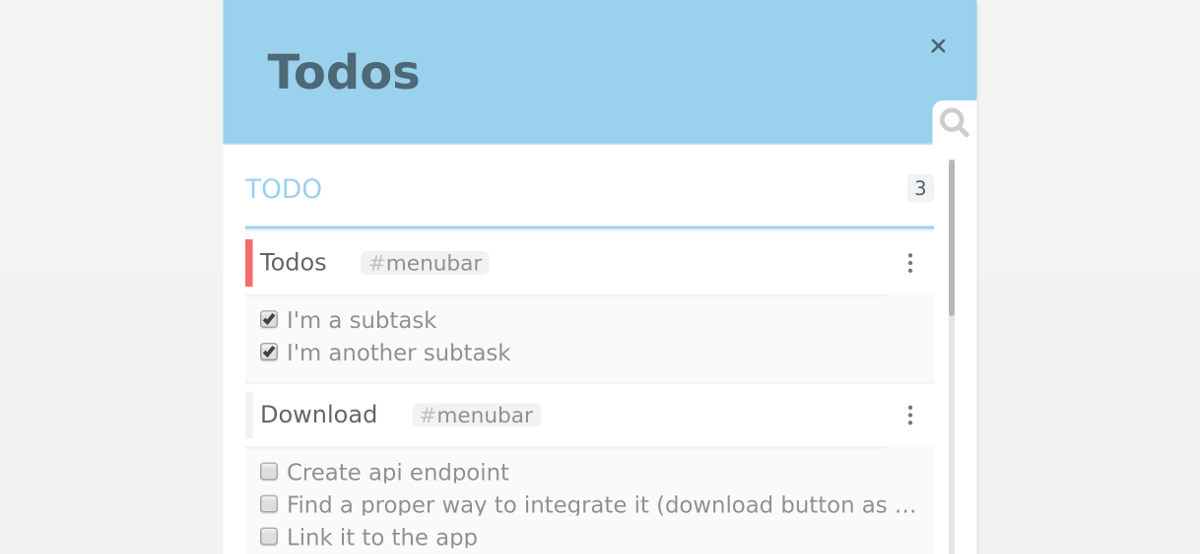 Todos
×
TODO 3
Todos #menubar
I'm a subtask
I'm another subtask
Download #menubar
Create api endpoint
Find a proper way to integrate it (download button as ...
Link it to the app